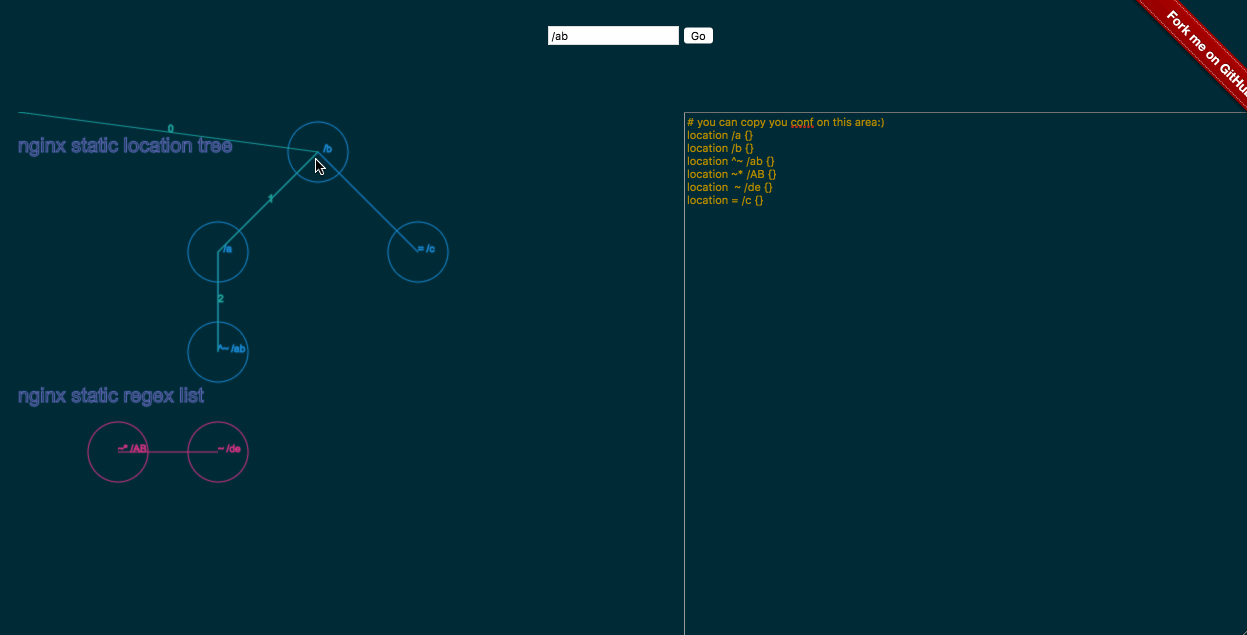 /ab
Go
Fork me on GitHub
0
nginx static location tree
/b
1
/a
= /c
2
^~ /ab
nginx static regex list
~* /AB
~ /de
# you can copy you conf on this area:)
location /a {}
location /b {}
location ^~ /ab {}
location ~* /AB {}
location  ~ /de {}
location = /c {}